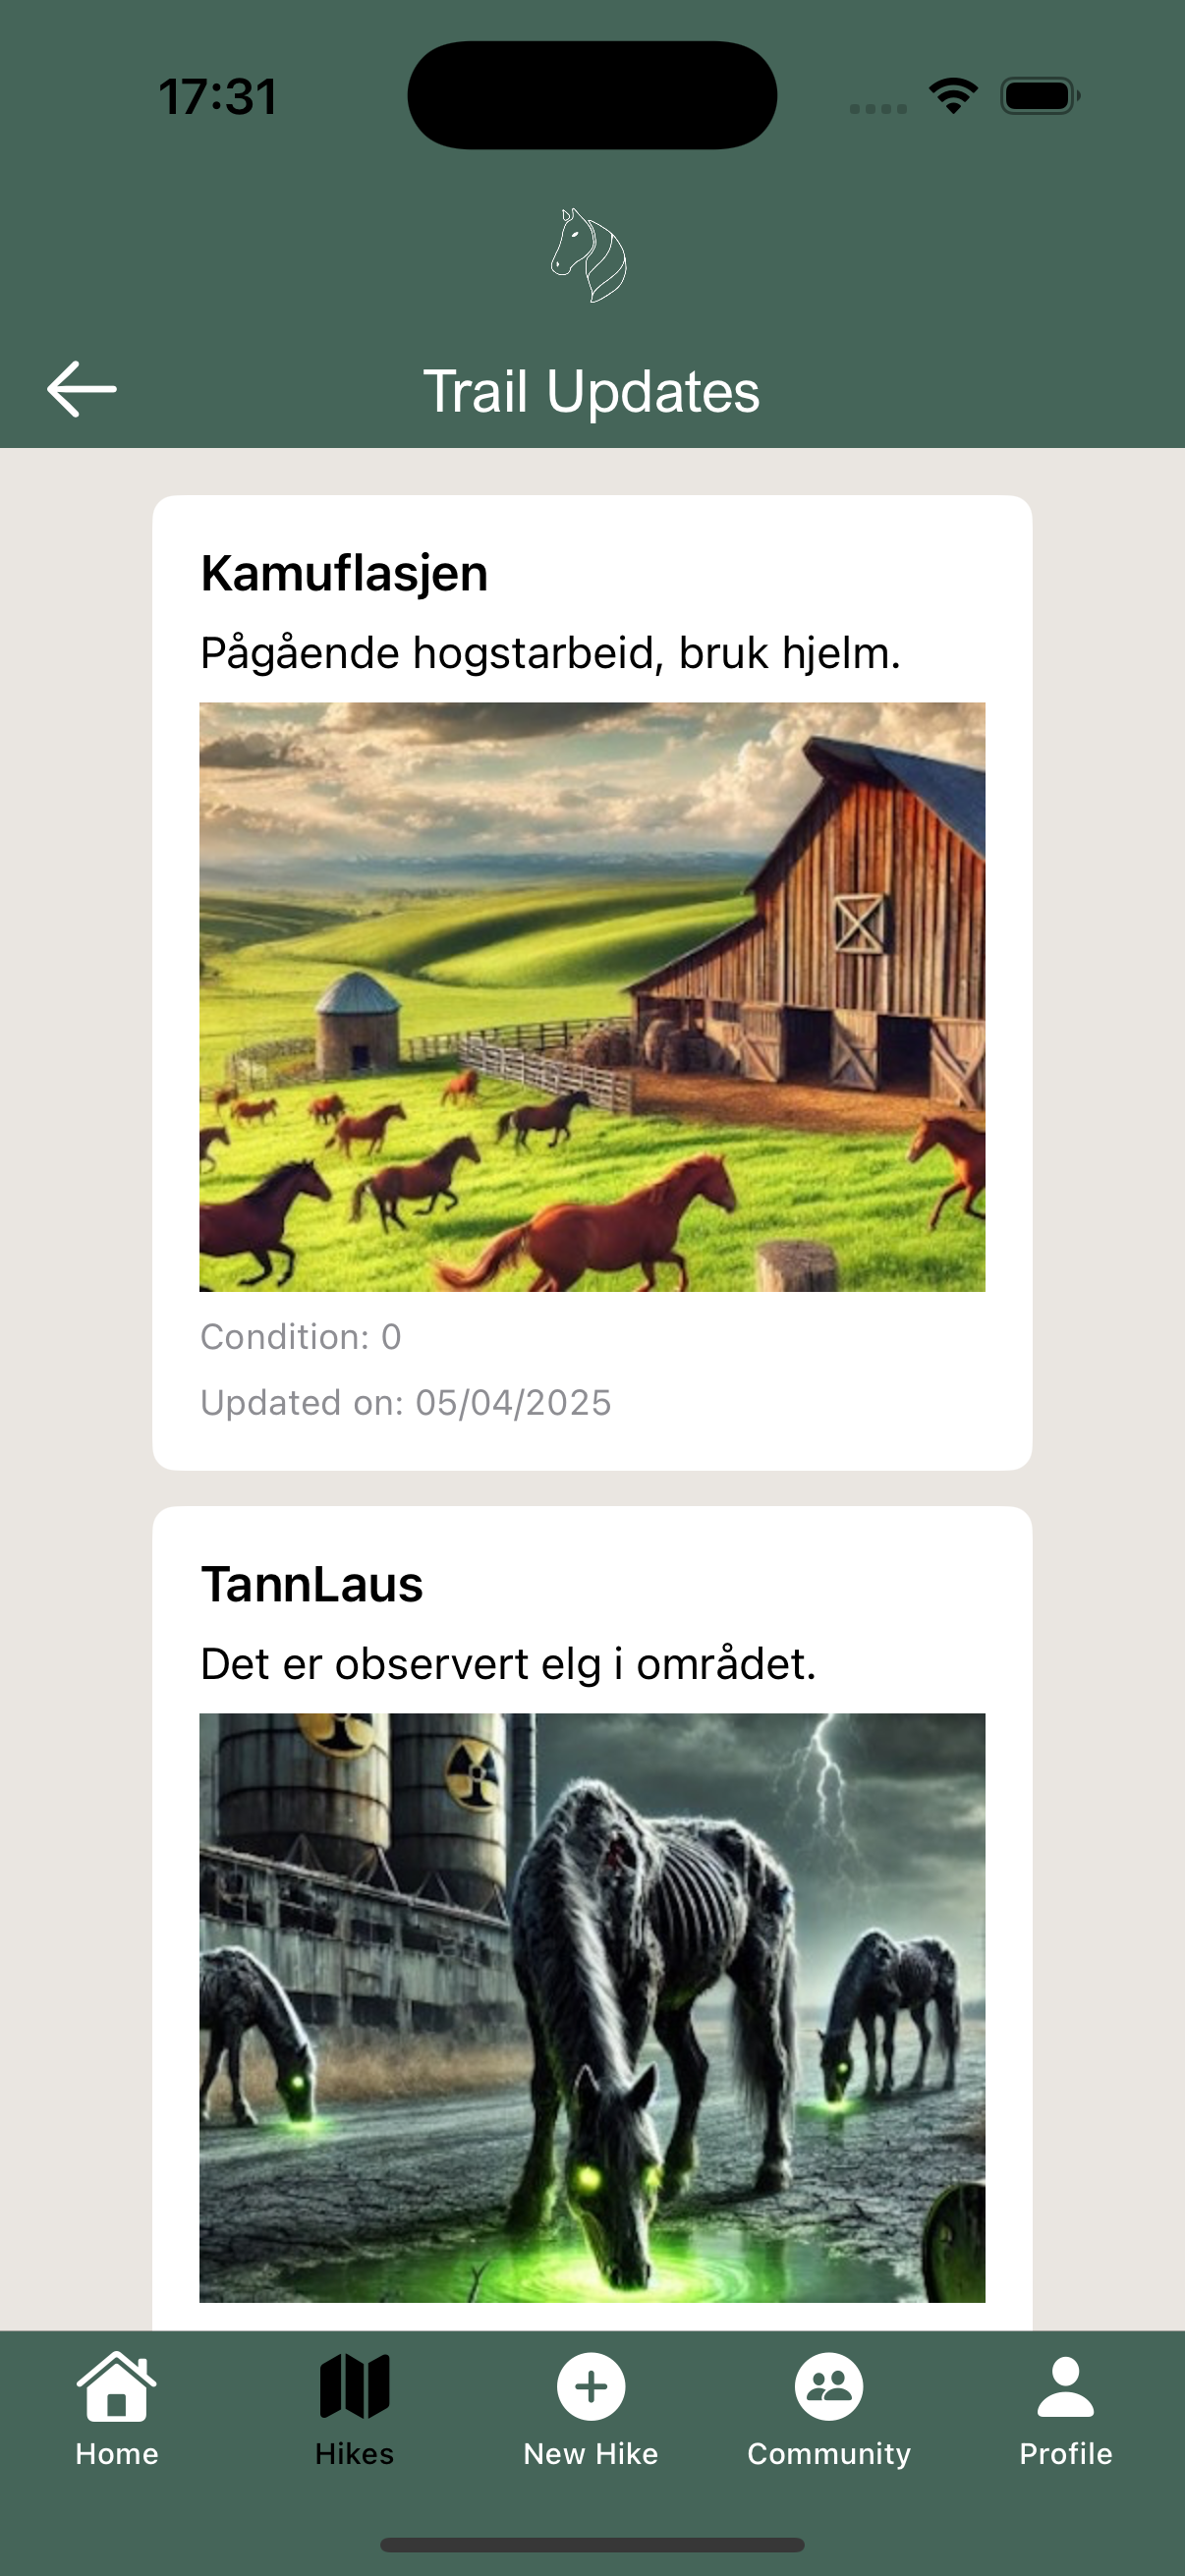 17:31
Trail Updates
Kamuflasjen
Pågående hogstarbeid, bruk hjelm.
Condition: 0
Updated on: 05/04/2025
TannLaus
Det er observert elg i området.
Home
Hikes
New Hike
Community
Profile